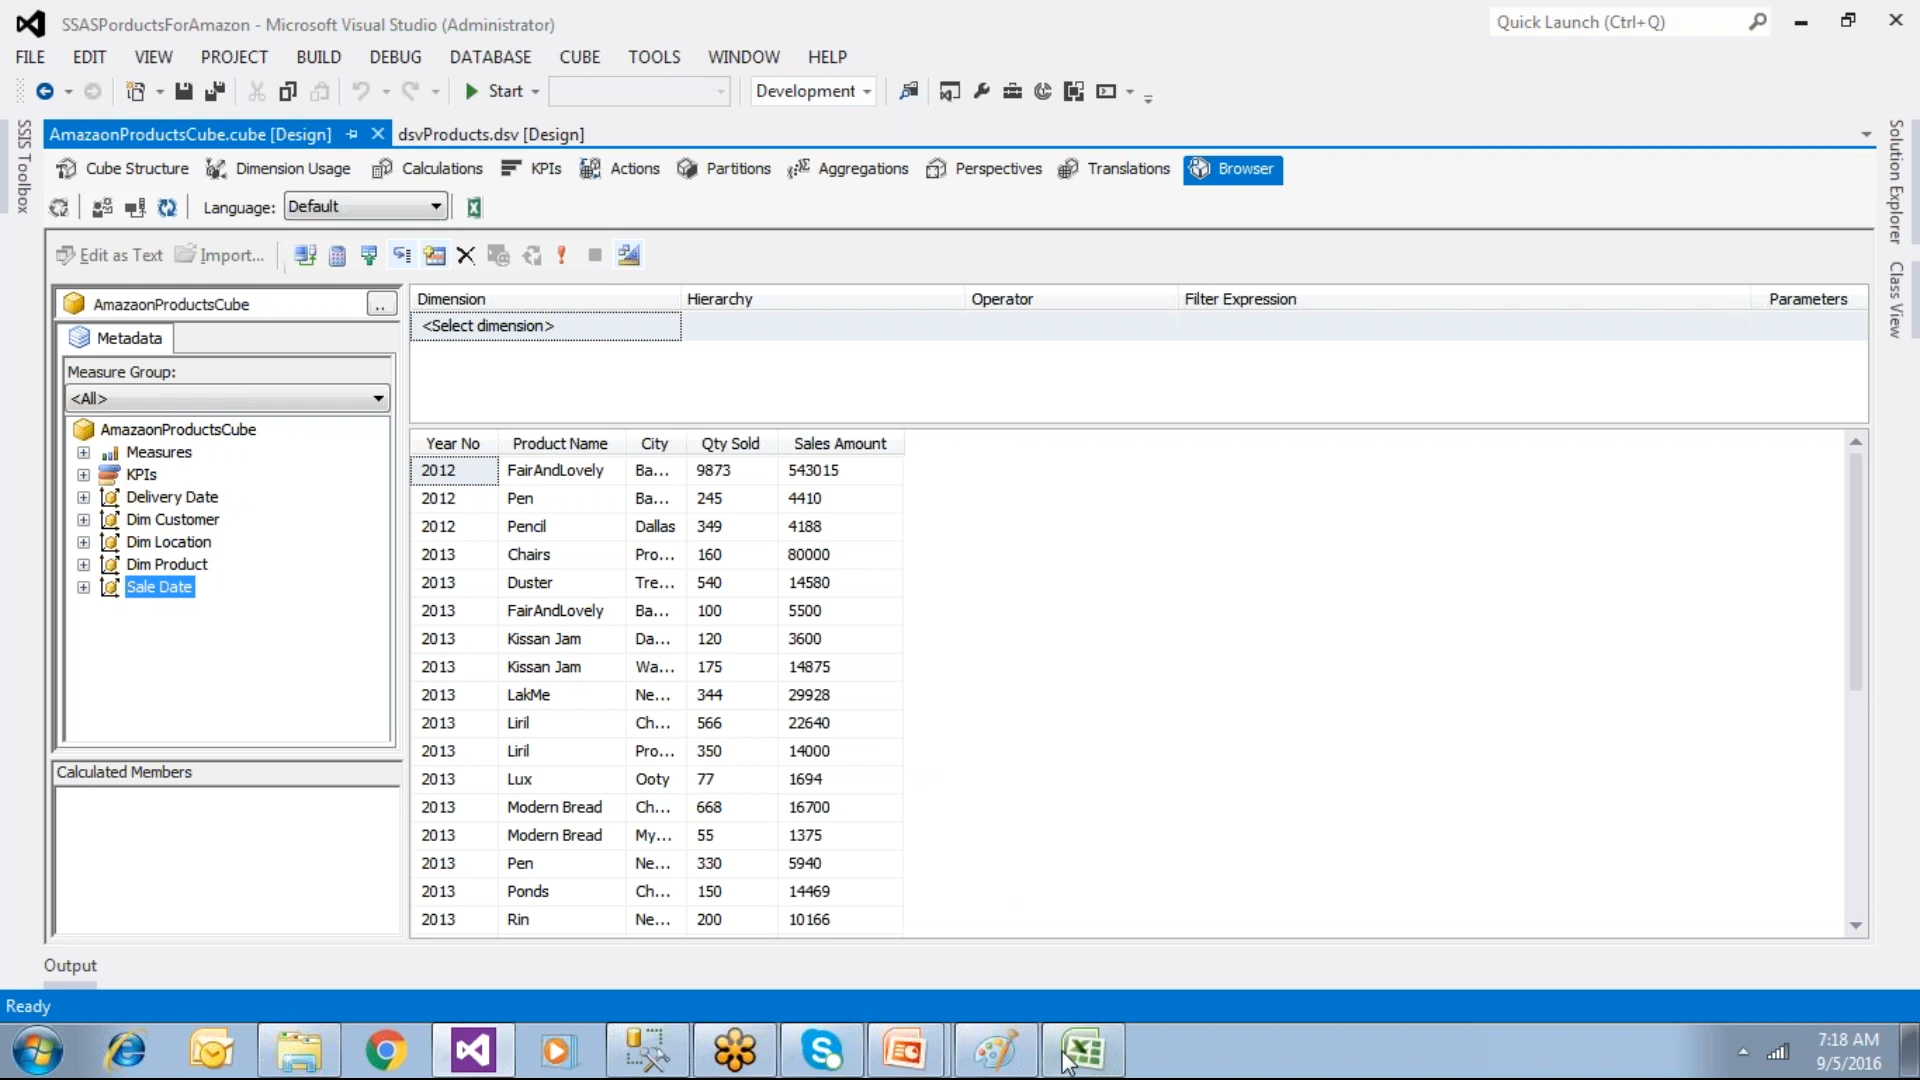 SSASPorductsForAmazon - Microsoft Visual Studio (Administrator)
Quick Launch (Ctrl+Q)
FILE EDIT VIEW PROJECT BUILD DEBUG DATABASE CUBE TOOLS WINDOW HELP
Start Development
SSIS Toolbox
AmazaonProductsCube.cube [Design] dsvProducts.dsv [Design]
Solution Explorer
Class View
Cube Structure Dimension Usage Calculations KPIs Actions Partitions Aggregations Perspectives Translations Browser
Language: Default
Edit as Text Import...
AmazaonProductsCube ..
Metadata
Measure Group:
<All>
AmazaonProductsCube
Measures
KPIs
Delivery Date
Dim Customer
Dim Location
Dim Product
Sale Date
Calculated Members
Dimension Hierarchy Operator Filter Expression Parameters
<Select dimension>
Year No Product Name City Qty Sold Sales Amount
2012 FairAndLovely Ba... 9873 543015
2012 Pen Ba... 245 4410
2012 Pencil Dallas 349 4188
2013 Chairs Pro... 160 80000
2013 Duster Tre... 540 14580
2013 FairAndLovely Ba... 100 5500
2013 Kissan Jam Da... 120 3600
2013 Kissan Jam Wa... 175 14875
2013 LakMe Ne... 344 29928
2013 Liril Ch... 566 22640
2013 Liril Pro... 350 14000
2013 Lux Ooty 77 1694
2013 Modern Bread Ch... 668 16700
2013 Modern Bread My... 55 1375
2013 Pen Ne... 330 5940
2013 Ponds Ch... 150 14469
2013 Rin Ne... 200 10166
Output
Ready
7:18 AM
9/5/2016